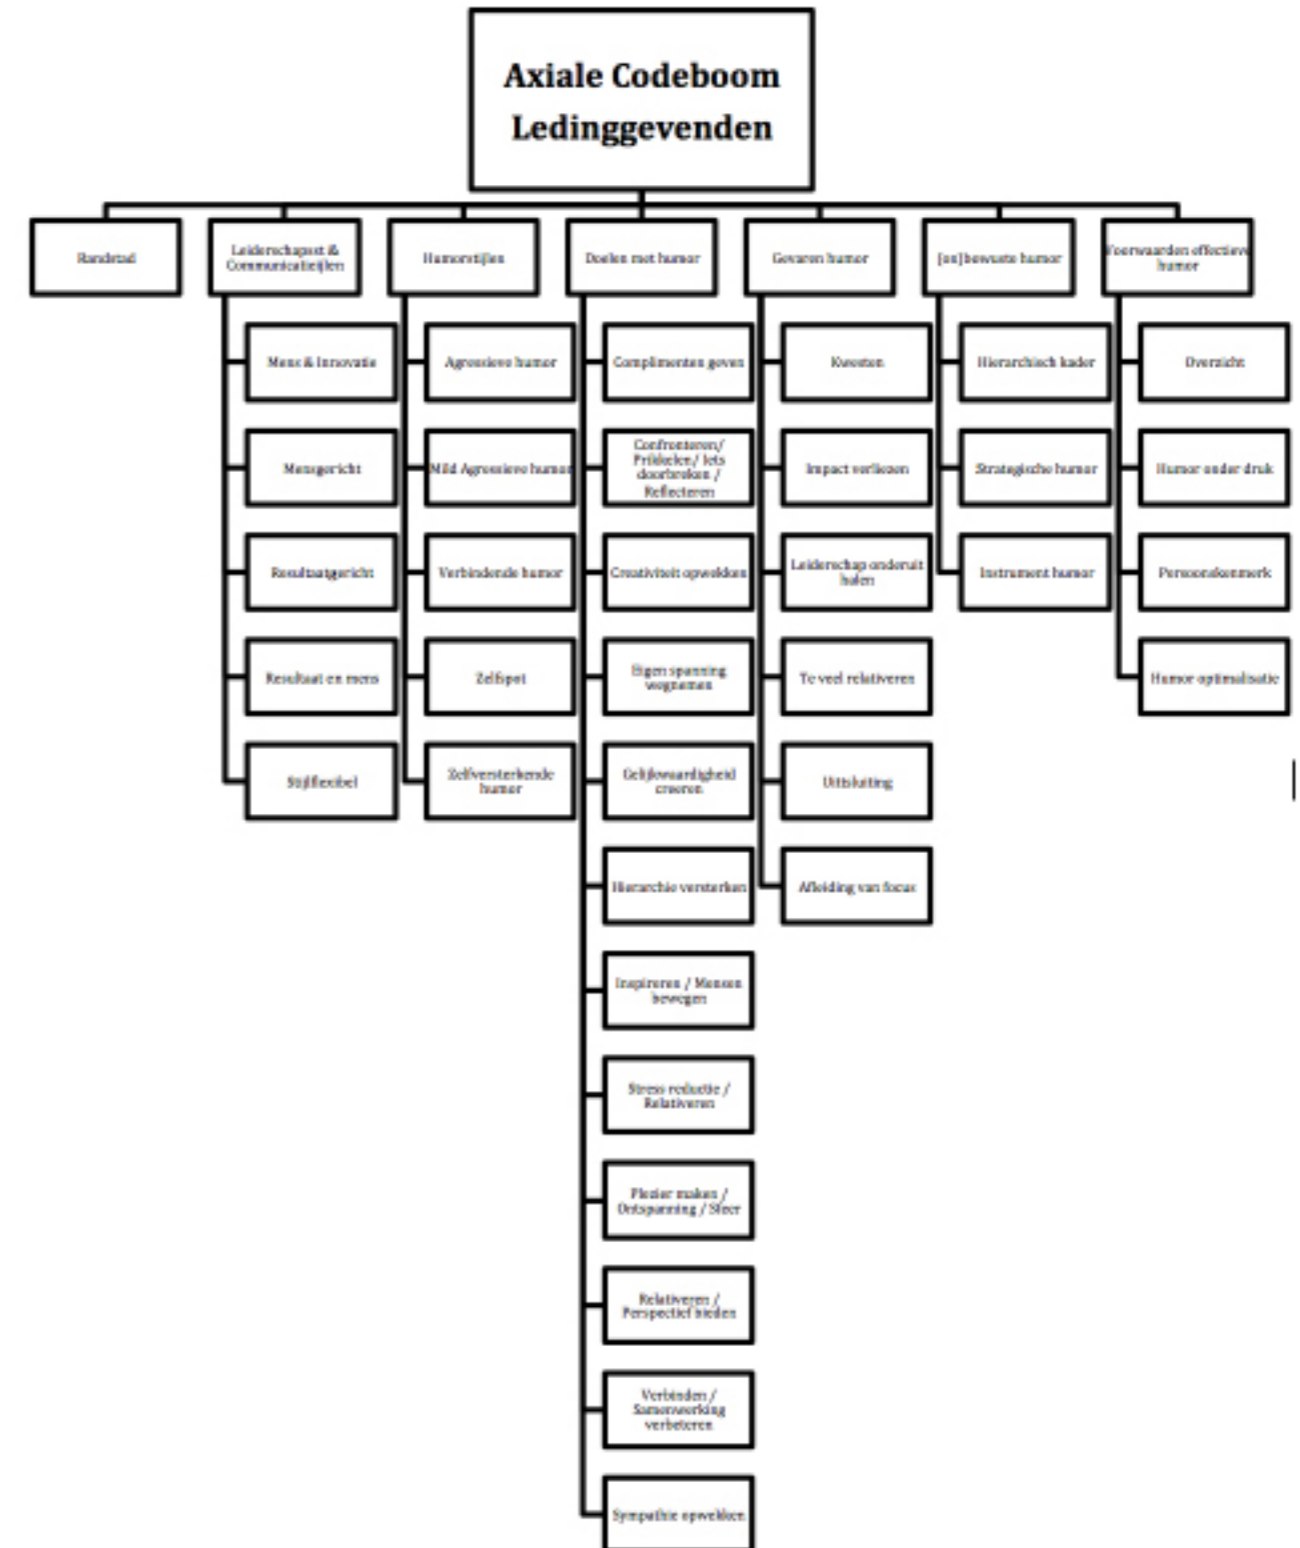 Axiale Codeboom
Ledinggevenden
Randstad
Leiderschapsst &
Communicatieijlen
Humorstijlen
Doelen met humor
Gevaren humor
[on]bewuste humor
Voorwaarden effectieve
humor
Mens & Innovatie
Mensgericht
Resultaatgericht
Resultaat en mens
Stijlflexibel
Agressieve humor
Mild Agressieve humor
Verbindende humor
Zelfspot
Zelfversterkende
humor
Complimenten geven
Confronteren/
Prikkelen/ Iets
doorbreken /
Reflecteren
Creativiteit opwekken
Eigen spanning
wegnemen
Gelijkwaardigheid
creeren
Hierarchie versterken
Inspireren / Mensen
bewegen
Stress reductie /
Relativeren
Plezier maken /
Ontspanning / Sfeer
Relativeren /
Perspectief bieden
Verbinden /
Samenwerking
verbeteren
Sympathie opwekken
Kwesten
Impact verliezen
Leiderschap onderuit
halen
Te veel relativeren
Uitlsluiting
Afleiding van focus
Hierarchisch kader
Strategische humor
Instrument humor
Overzicht
Humor onder druk
Persoonskenmerk
Humor optimalisatie